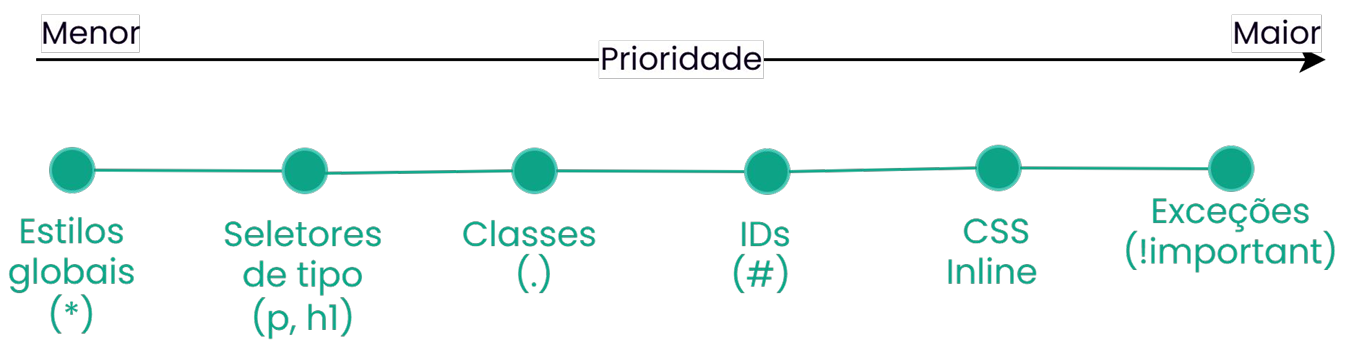 Menor
Maior
Prioridade
Estilos
globais
(*)
Seletores
de tipo
(p, h1)
Classes
(.)
IDs
(#)
CSS
Inline
Exceções
(!important)